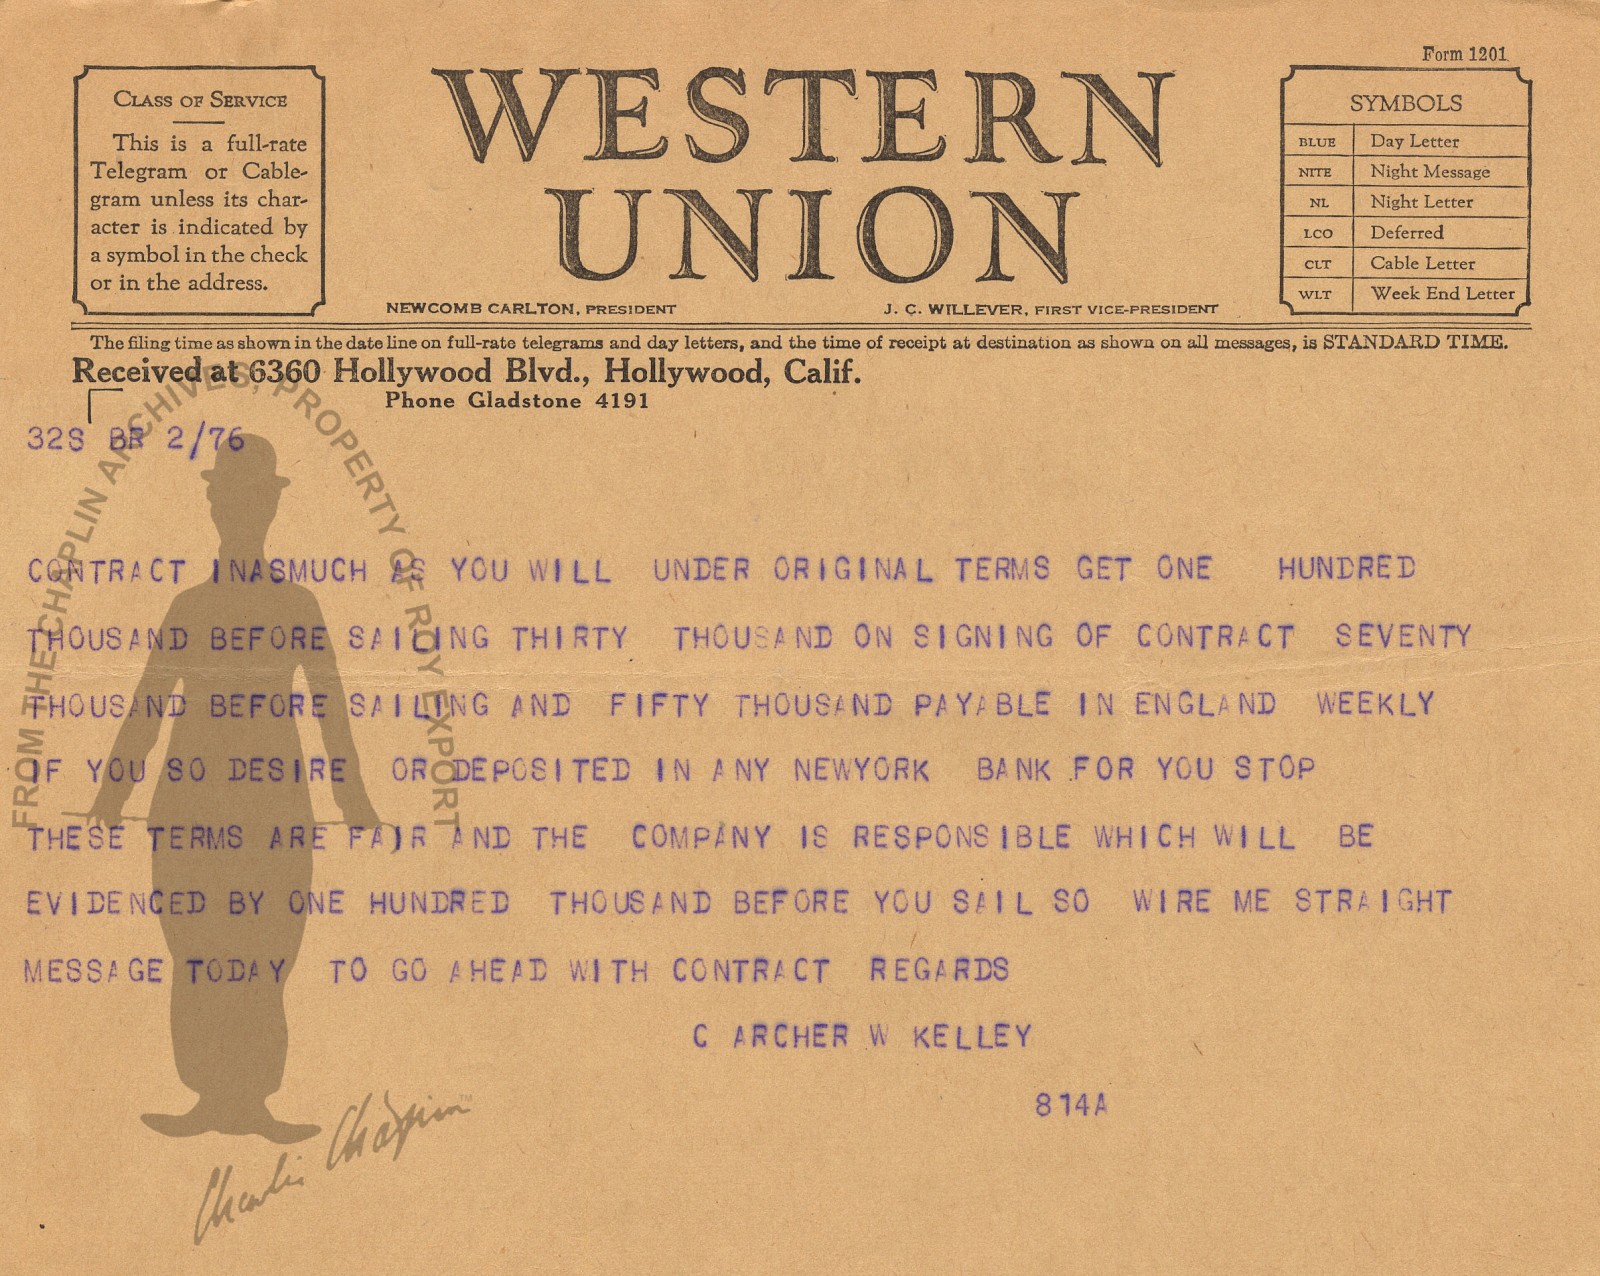 Form 1201
CLASS OF SERVICE
This is a full-rate
Telegram or Cable-
gram unless its char-
acter is indicated by
a symbol in the check
or in the address.
WESTERN
UNION
NEWCOMB CARLTON, PRESIDENT
J. C. WILLEVER, FIRST VICE-PRESIDENT
SYMBOLS
BLUE Day Letter
NITE Night Message
NL Night Letter
LCO Deferred
CLT Cable Letter
WLT Week End Letter
The filing time as shown in the date line on full-rate telegrams and day letters, and the time of receipt at destination as shown on all messages, is STANDARD TIME.
Received at 6360 Hollywood Blvd., Hollywood, Calif.
Phone Gladstone 4191
32S BR 2/76
CONTRACT INASMUCH AS YOU WILL UNDER ORIGINAL TERMS GET ONE HUNDRED
THOUSAND BEFORE SAILING THIRTY THOUSAND ON SIGNING OF CONTRACT SEVENTY
THOUSAND BEFORE SAILING AND FIFTY THOUSAND PAYABLE IN ENGLAND WEEKLY
IF YOU SO DESIRE OR DEPOSITED IN ANY NEWYORK BANK FOR YOU STOP
THESE TERMS ARE FAIR AND THE COMPANY IS RESPONSIBLE WHICH WILL BE
EVIDENCED BY ONE HUNDRED THOUSAND BEFORE YOU SAIL SO WIRE ME STRAIGHT
MESSAGE TODAY TO GO AHEAD WITH CONTRACT REGARDS
C ARCHER W KELLEY
814A
FROM THE CHAPLIN ARCHIVES, PROPERTY OF ROY EXPORT
Charlie Chaplin™